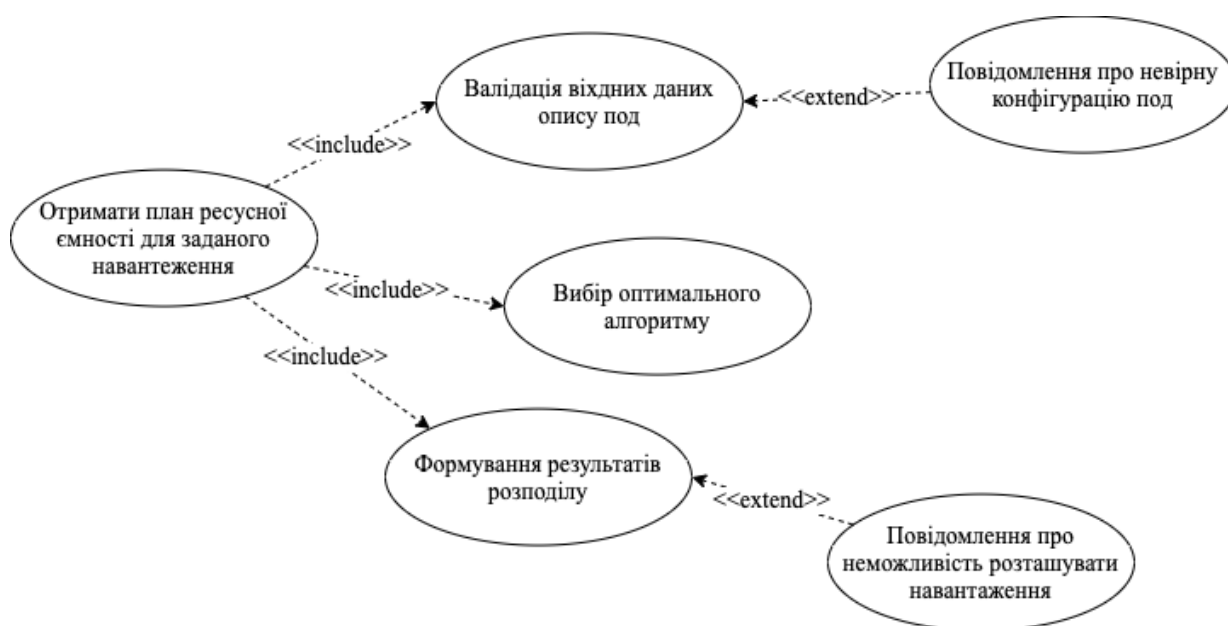 Валідація віхдних даних
опису под
<<extend>>
Повідомлення про невірну
конфігурацію под
<<include>>
Отримати план ресусної
ємності для заданого
навантеження
<<include>>
Вибір оптимального
алгоритму
<<include>>
Формування результатів
розподілу
<<extend>>
Повідомлення про
неможливість розташувати
навантаження